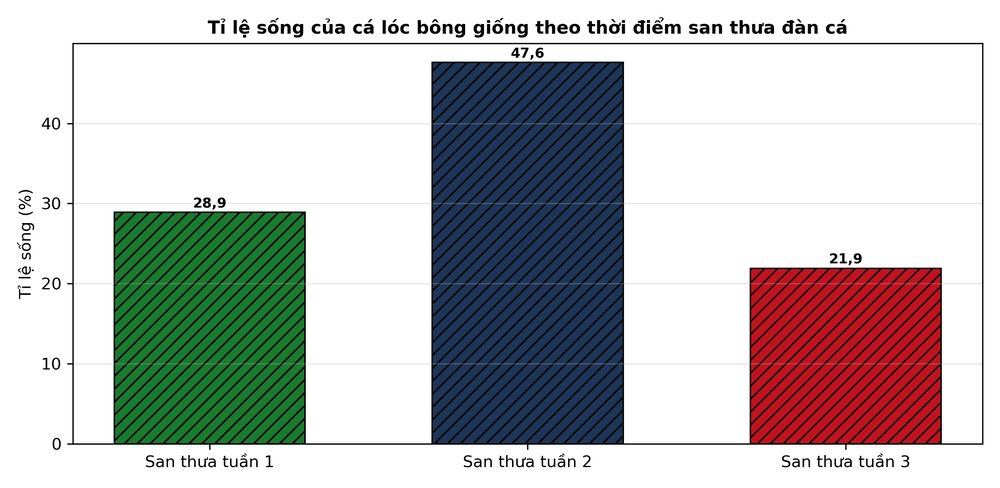 Tỉ lệ sống của cá lóc bông giống theo thời điểm san thưa đàn cá
Tỉ lệ sống (%)
40
30
20
10
0
28,9
47,6
21,9
San thưa tuần 1
San thưa tuần 2
San thưa tuần 3